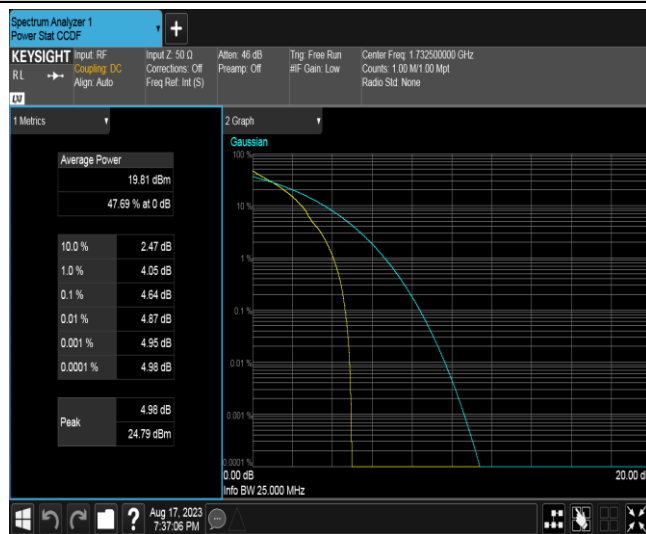 Spectrum Analyzer 1
Power Stat CCDF
+
KEYSIGHT
RL
Input: RF
Coupling: DC
Align: Auto
Input Z: 50 Ω
Corrections: Off
Freq Ref: Int (S)
Atten: 46 dB
Preamp: Off
Trig: Free Run
#IF Gain: Low
Center Freq: 1.732500000 GHz
Counts: 1.00 M/1.00 Mpt
Radio Std: None
LXI
1 Metrics
Average Power
19.81 dBm
47.69 % at 0 dB
10.0 % 2.47 dB
1.0 % 4.05 dB
0.1 % 4.64 dB
0.01 % 4.87 dB
0.001 % 4.95 dB
0.0001 % 4.98 dB
Peak
4.98 dB
24.79 dBm
2 Graph
Gaussian
100 %
10 %
1 %
0.1 %
0.01 %
0.001 %
0.0001 %
0.00 dB
20.00 d
Info BW 25.000 MHz
?
Aug 17, 2023
7:37:06 PM